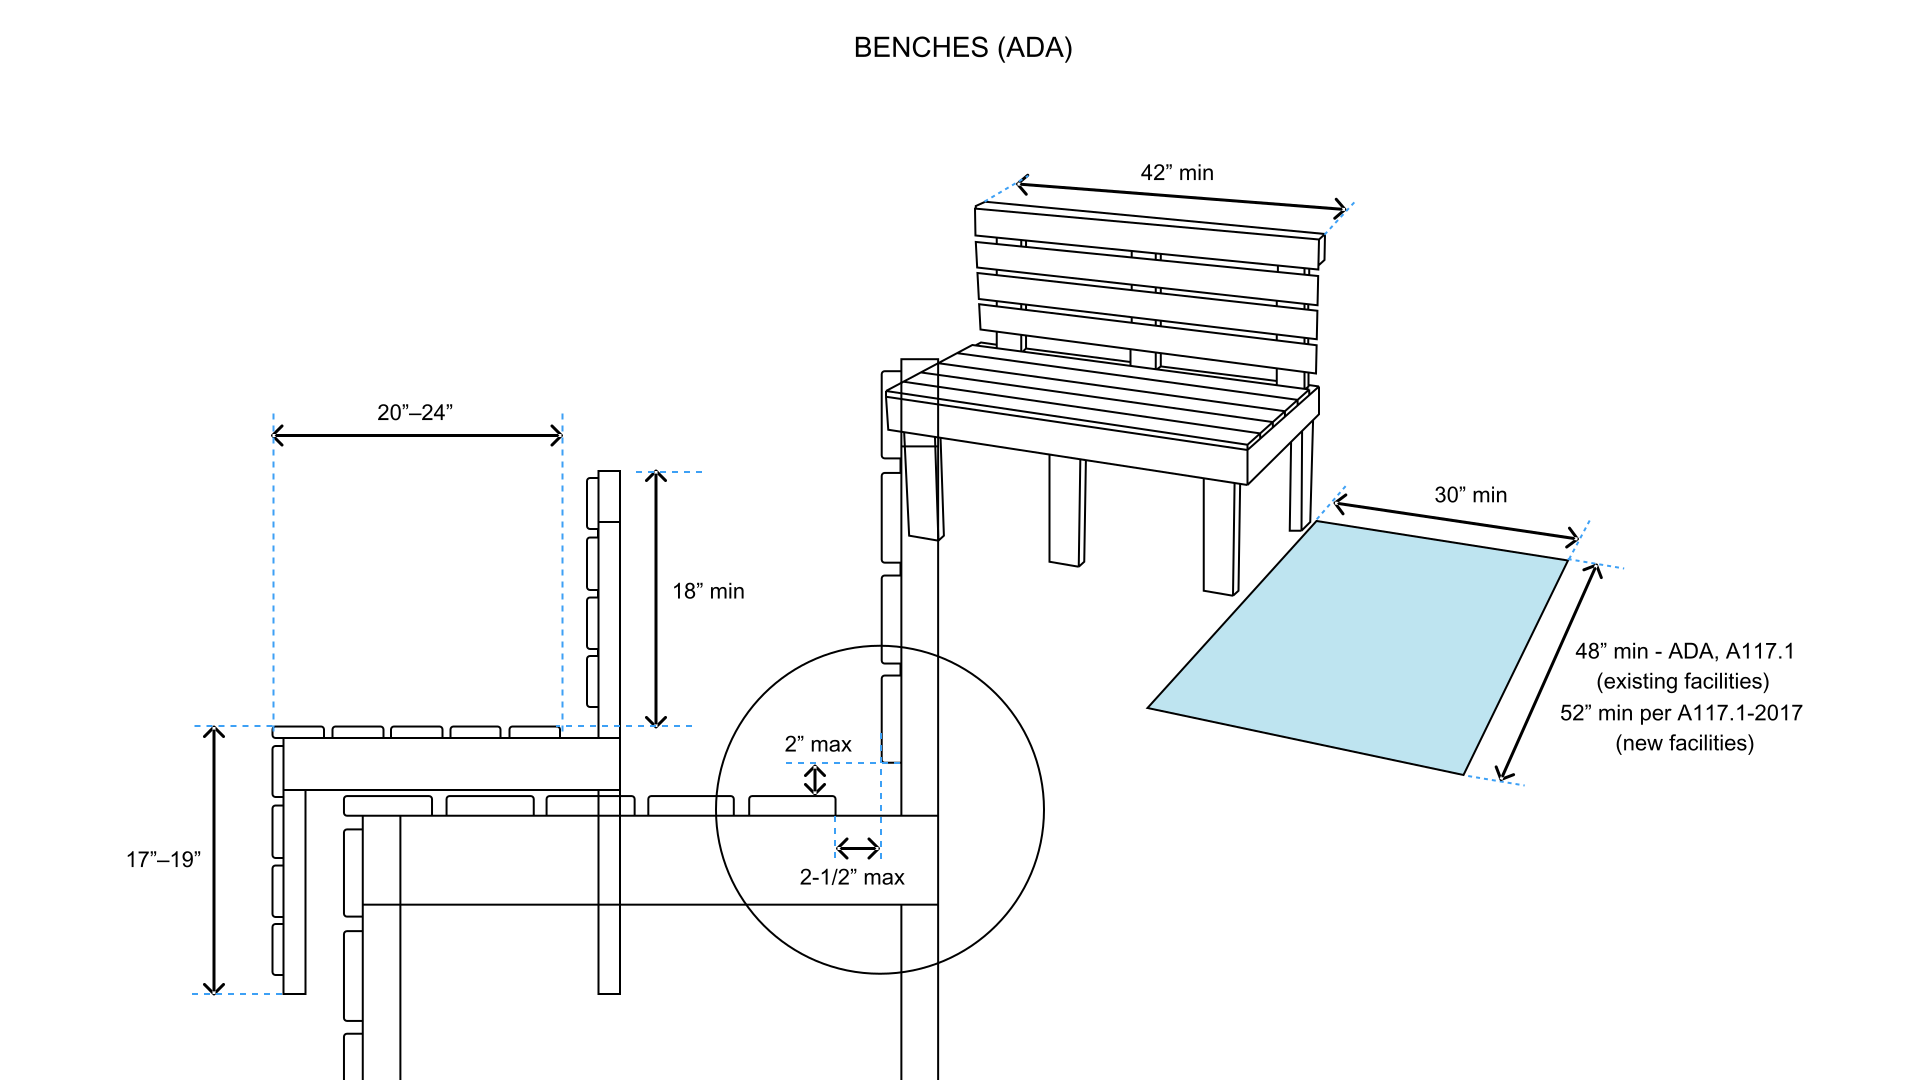 BENCHES (ADA)
42” min
20”–24”
30” min
18” min
48” min - ADA, A117.1
(existing facilities)
52” min per A117.1-2017
(new facilities)
2” max
17”–19”
2-1/2” max